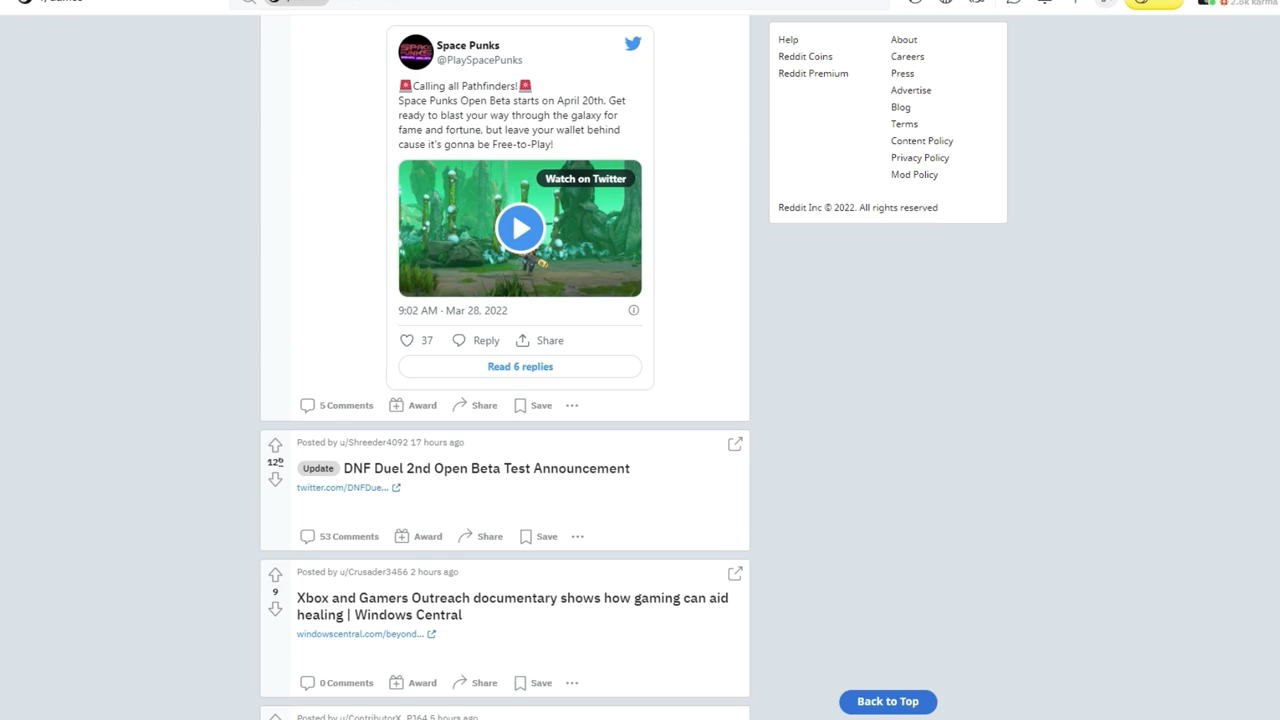 Space Punks
@PlaySpacePunks
🚨Calling all Pathfinders!🚨
Space Punks Open Beta starts on April 20th. Get
ready to blast your way through the galaxy for
fame and fortune, but leave your wallet behind
cause it's gonna be Free-to-Play!
Watch on Twitter
9:02 AM · Mar 28, 2022
37 Reply Share
Read 6 replies
5 Comments Award Share Save ...
Posted by u/Shreeder4092 17 hours ago
Update DNF Duel 2nd Open Beta Test Announcement
twitter.com/DNFDue...
53 Comments Award Share Save ...
Posted by u/Crusader3456 2 hours ago
9
Xbox and Gamers Outreach documentary shows how gaming can aid
healing | Windows Central
windowscentral.com/beyond...
0 Comments Award Share Save ...
Posted by u/ContributorX_PJ64 5 hours ago
Help
Reddit Coins
Reddit Premium
About
Careers
Press
Advertise
Blog
Terms
Content Policy
Privacy Policy
Mod Policy
Reddit Inc © 2022. All rights reserved
Back to Top